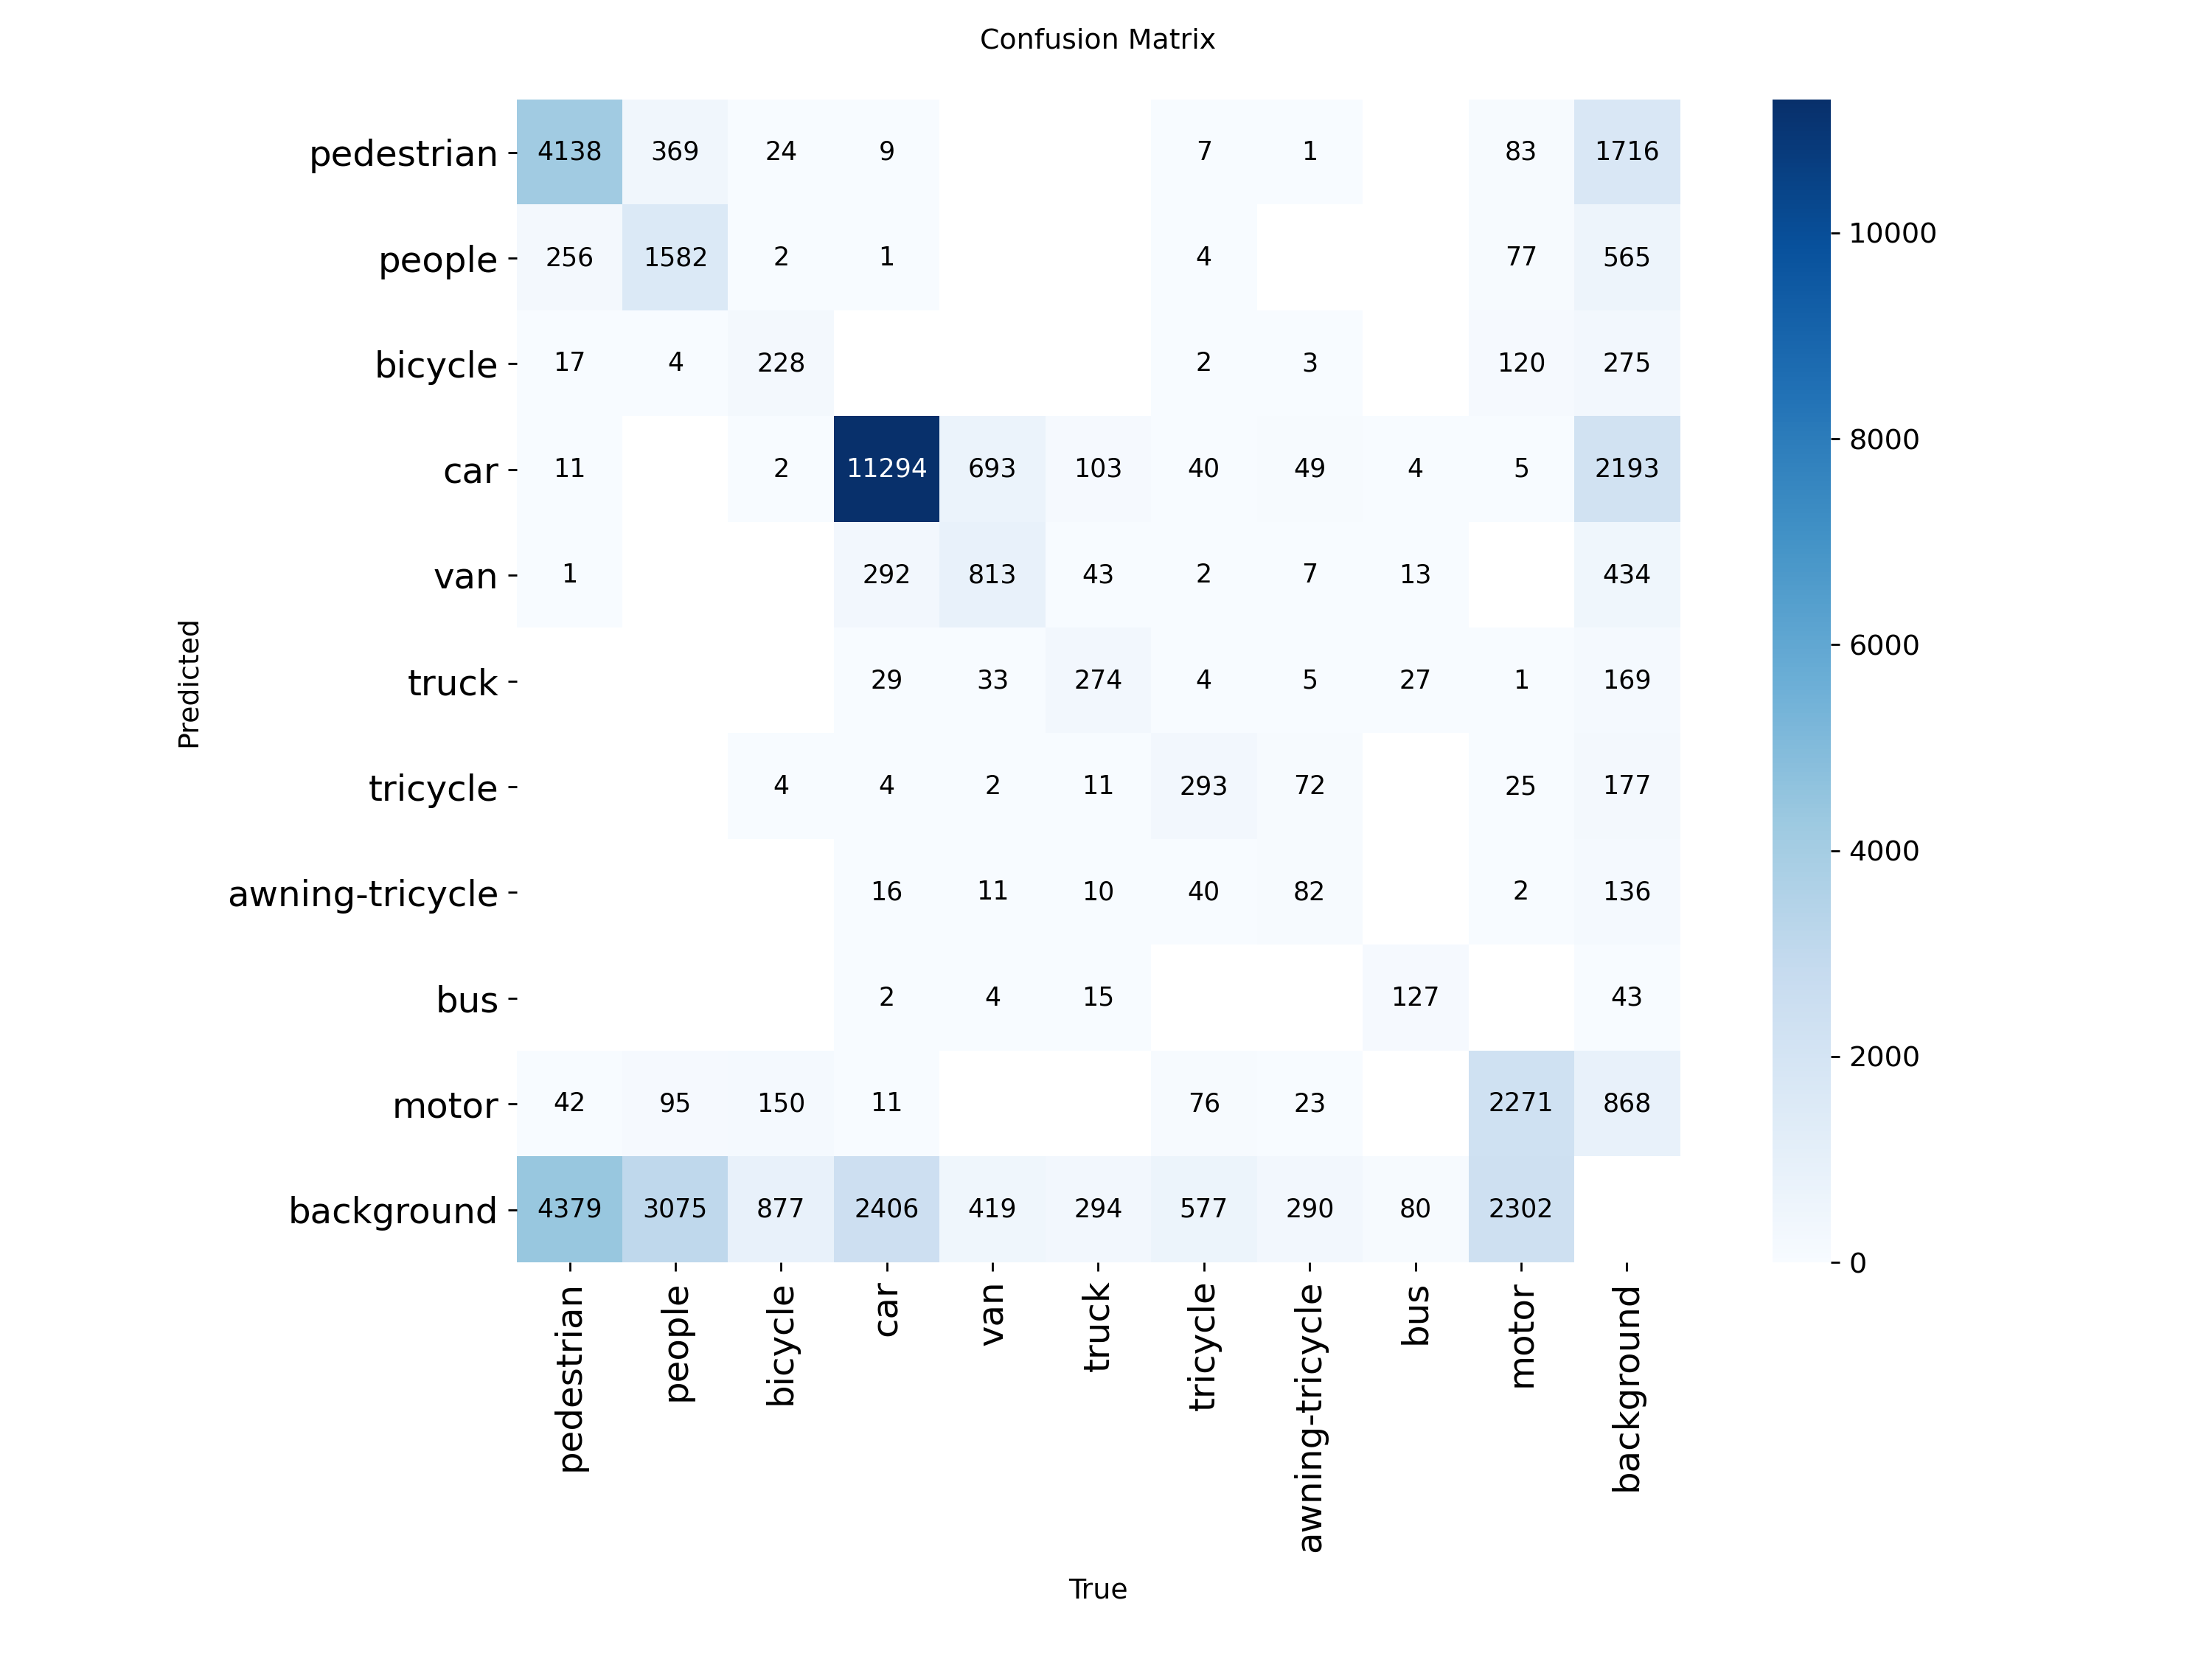 Confusion Matrix
pedestrian 4138 369 24 9 7 1 83 1716
people 256 1582 2 1 4 77 565
bicycle 17 4 228 2 3 120 275
car 11 2 11294 693 103 40 49 4 5 2193
van 1 292 813 43 2 7 13 434
truck 29 33 274 4 5 27 1 169
tricycle 4 4 2 11 293 72 25 177
awning-tricycle 16 11 10 40 82 2 136
bus 2 4 15 127 43
motor 42 95 150 11 76 23 2271 868
background 4379 3075 877 2406 419 294 577 290 80 2302
pedestrian people bicycle car van truck tricycle awning-tricycle bus motor background
True
Predicted
10000
8000
6000
4000
2000
0